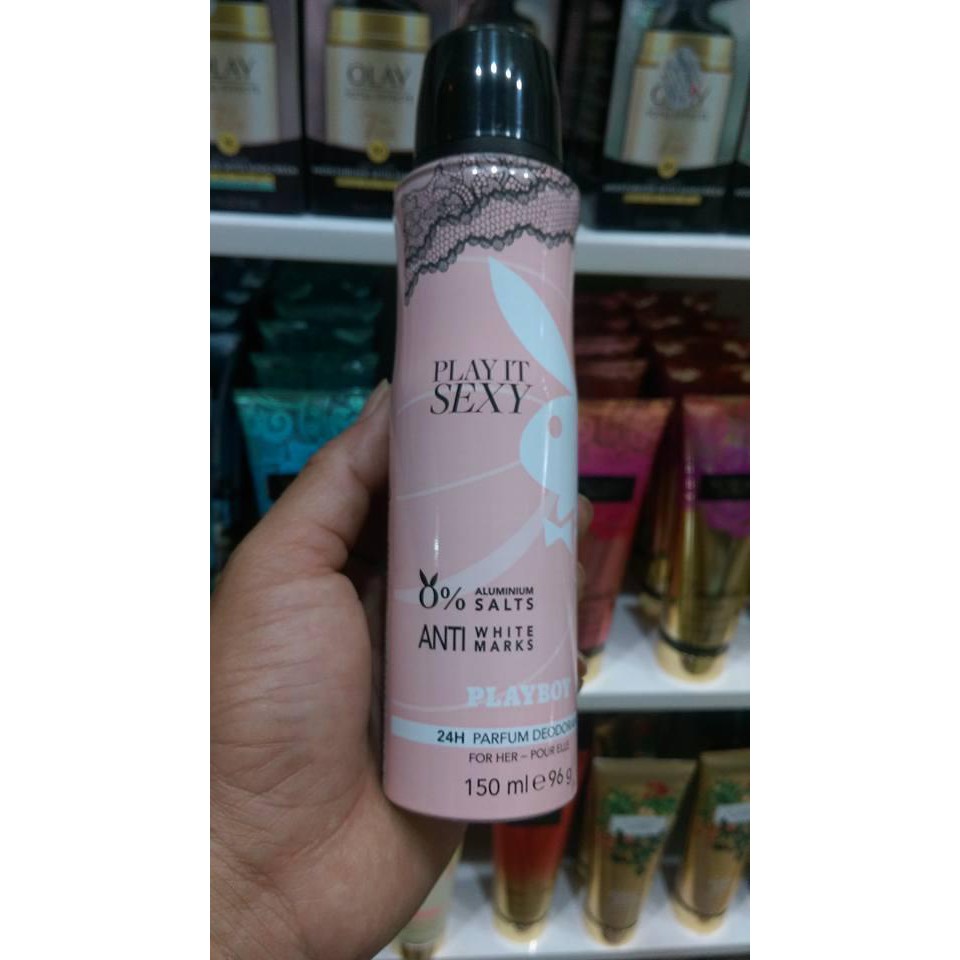 OLAY
OLAY
PLAY IT
SEXY
0% ALUMINIUM
SALTS
ANTI WHITE
MARKS
PLAYBOY
24H PARFUM DEODORA
FOR HER – POUR ELLE
150 ml e 96 g